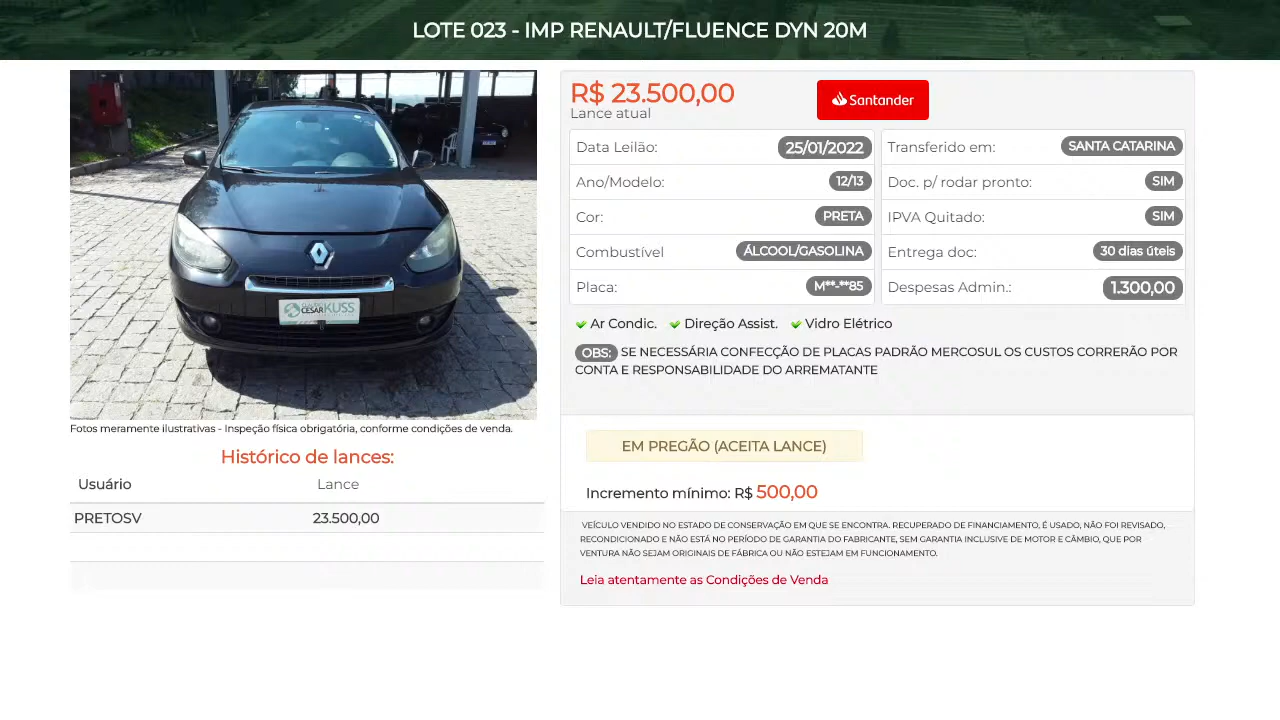 LOTE 023 - IMP RENAULT/FLUENCE DYN 20M
CESAR KUSS
Fotos meramente ilustrativas - Inspeção física obrigatória, conforme condições de venda.
Histórico de lances:
Usuário Lance
PRETOSV 23.500,00
R$ 23.500,00
Lance atual
Santander
Data Leilão: 25/01/2022
Ano/Modelo: 12/13
Cor: PRETA
Combustível ÁLCOOL/GASOLINA
Placa: M**-**85
Transferido em: SANTA CATARINA
Doc. p/ rodar pronto: SIM
IPVA Quitado: SIM
Entrega doc: 30 dias úteis
Despesas Admin.: 1.300,00
Ar Condic. Direção Assist. Vidro Elétrico
OBS: SE NECESSÁRIA CONFECÇÃO DE PLACAS PADRÃO MERCOSUL OS CUSTOS CORRERÃO POR
CONTA E RESPONSABILIDADE DO ARREMATANTE
EM PREGÃO (ACEITA LANCE)
Incremento mínimo: R$ 500,00
VEÍCULO VENDIDO NO ESTADO DE CONSERVAÇÃO EM QUE SE ENCONTRA. RECUPERADO DE FINANCIAMENTO, É USADO, NÃO FOI REVISADO,
RECONDICIONADO E NÃO ESTÁ NO PERÍODO DE GARANTIA DO FABRICANTE, SEM GARANTIA INCLUSIVE DE MOTOR E CÂMBIO, QUE POR
VENTURA NÃO SEJAM ORIGINAIS DE FÁBRICA OU NÃO ESTEJAM EM FUNCIONAMENTO.
Leia atentamente as Condições de Venda